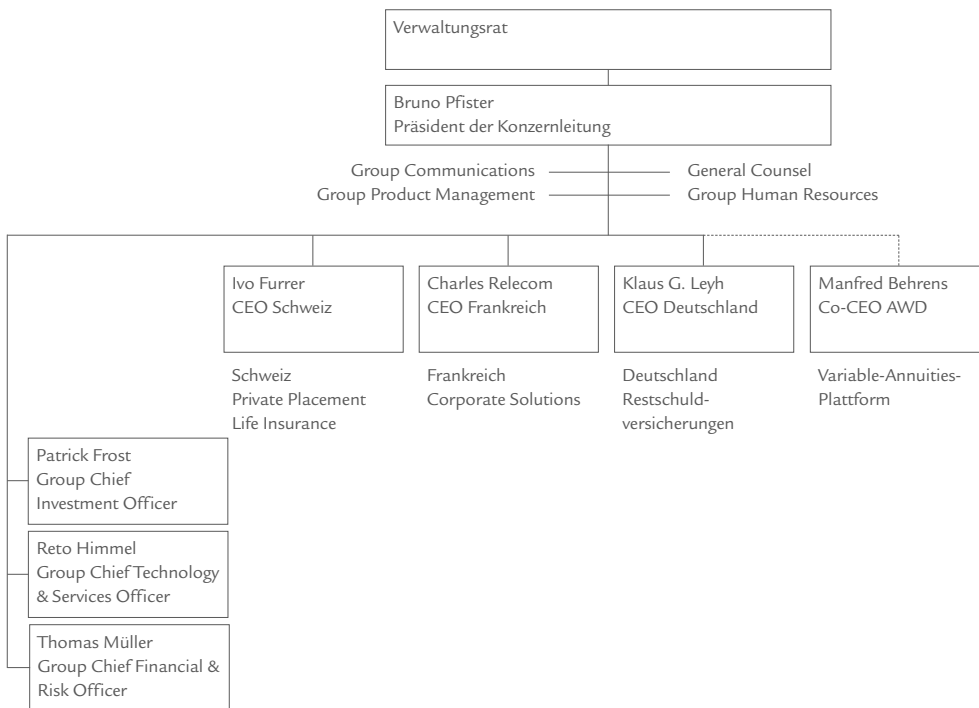 Verwaltungsrat
Bruno Pfister
Präsident der Konzernleitung
Group Communications
General Counsel
Group Product Management
Group Human Resources
Ivo Furrer
CEO Schweiz
Charles Relecom
CEO Frankreich
Klaus G. Leyh
CEO Deutschland
Manfred Behrens
Co-CEO AWD
Schweiz
Private Placement
Life Insurance
Frankreich
Corporate Solutions
Deutschland
Restschuld-
versicherungen
Variable-Annuities-
Plattform
Patrick Frost
Group Chief
Investment Officer
Reto Himmel
Group Chief Technology
& Services Officer
Thomas Müller
Group Chief Financial &
Risk Officer